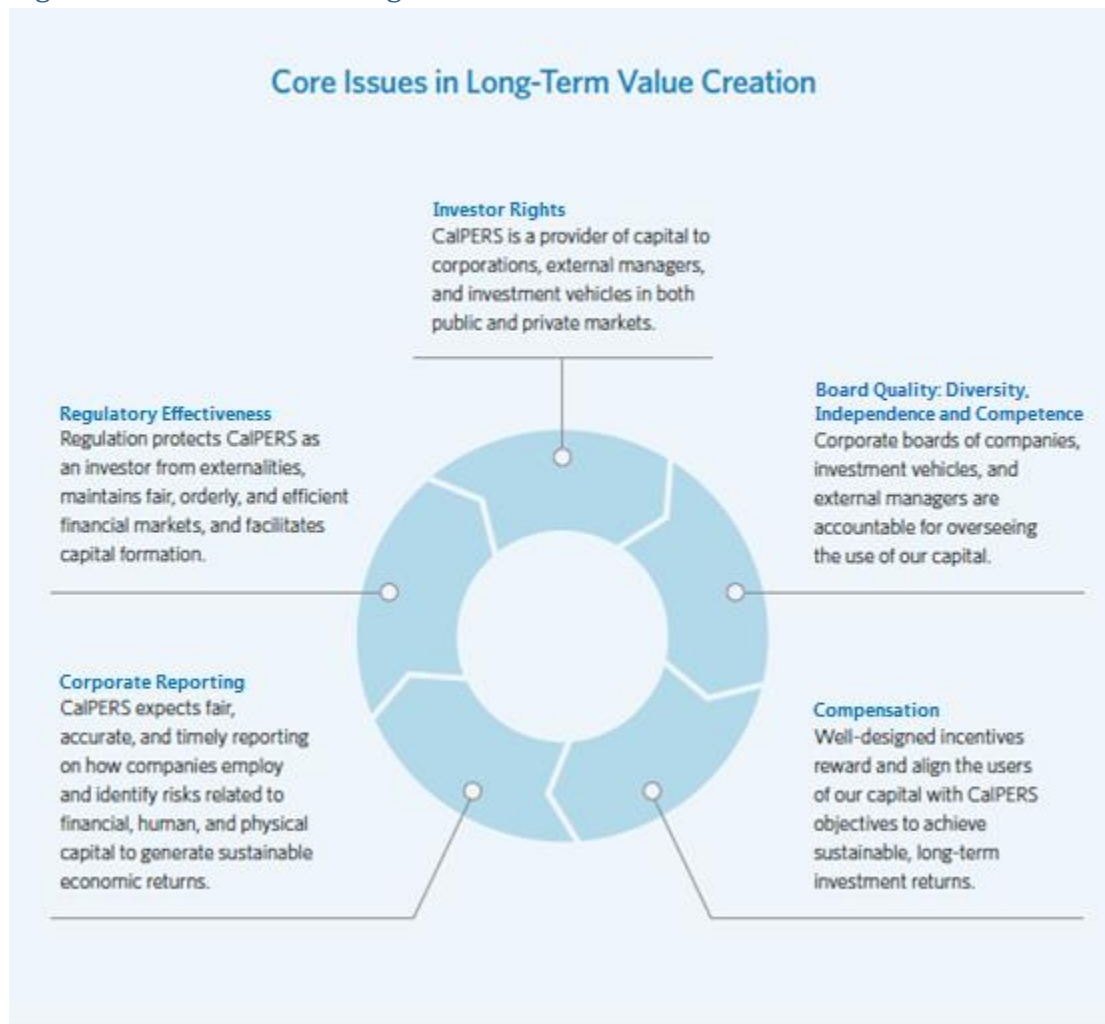 Core Issues in Long-Term Value Creation
Investor Rights
CalPERS is a provider of capital to
corporations, external managers,
and investment vehicles in both
public and private markets.
Board Quality: Diversity,
Independence and Competence
Corporate boards of companies,
investment vehicles, and
external managers are
accountable for overseeing
the use of our capital.
Compensation
Well-designed incentives
reward and align the users
of our capital with CalPERS
objectives to achieve
sustainable, long-term
investment returns.
Corporate Reporting
CalPERS expects fair,
accurate, and timely reporting
on how companies employ
and identify risks related to
financial, human, and physical
capital to generate sustainable
economic returns.
Regulatory Effectiveness
Regulation protects CalPERS as
an investor from externalities,
maintains fair, orderly, and efficient
financial markets, and facilitates
capital formation.